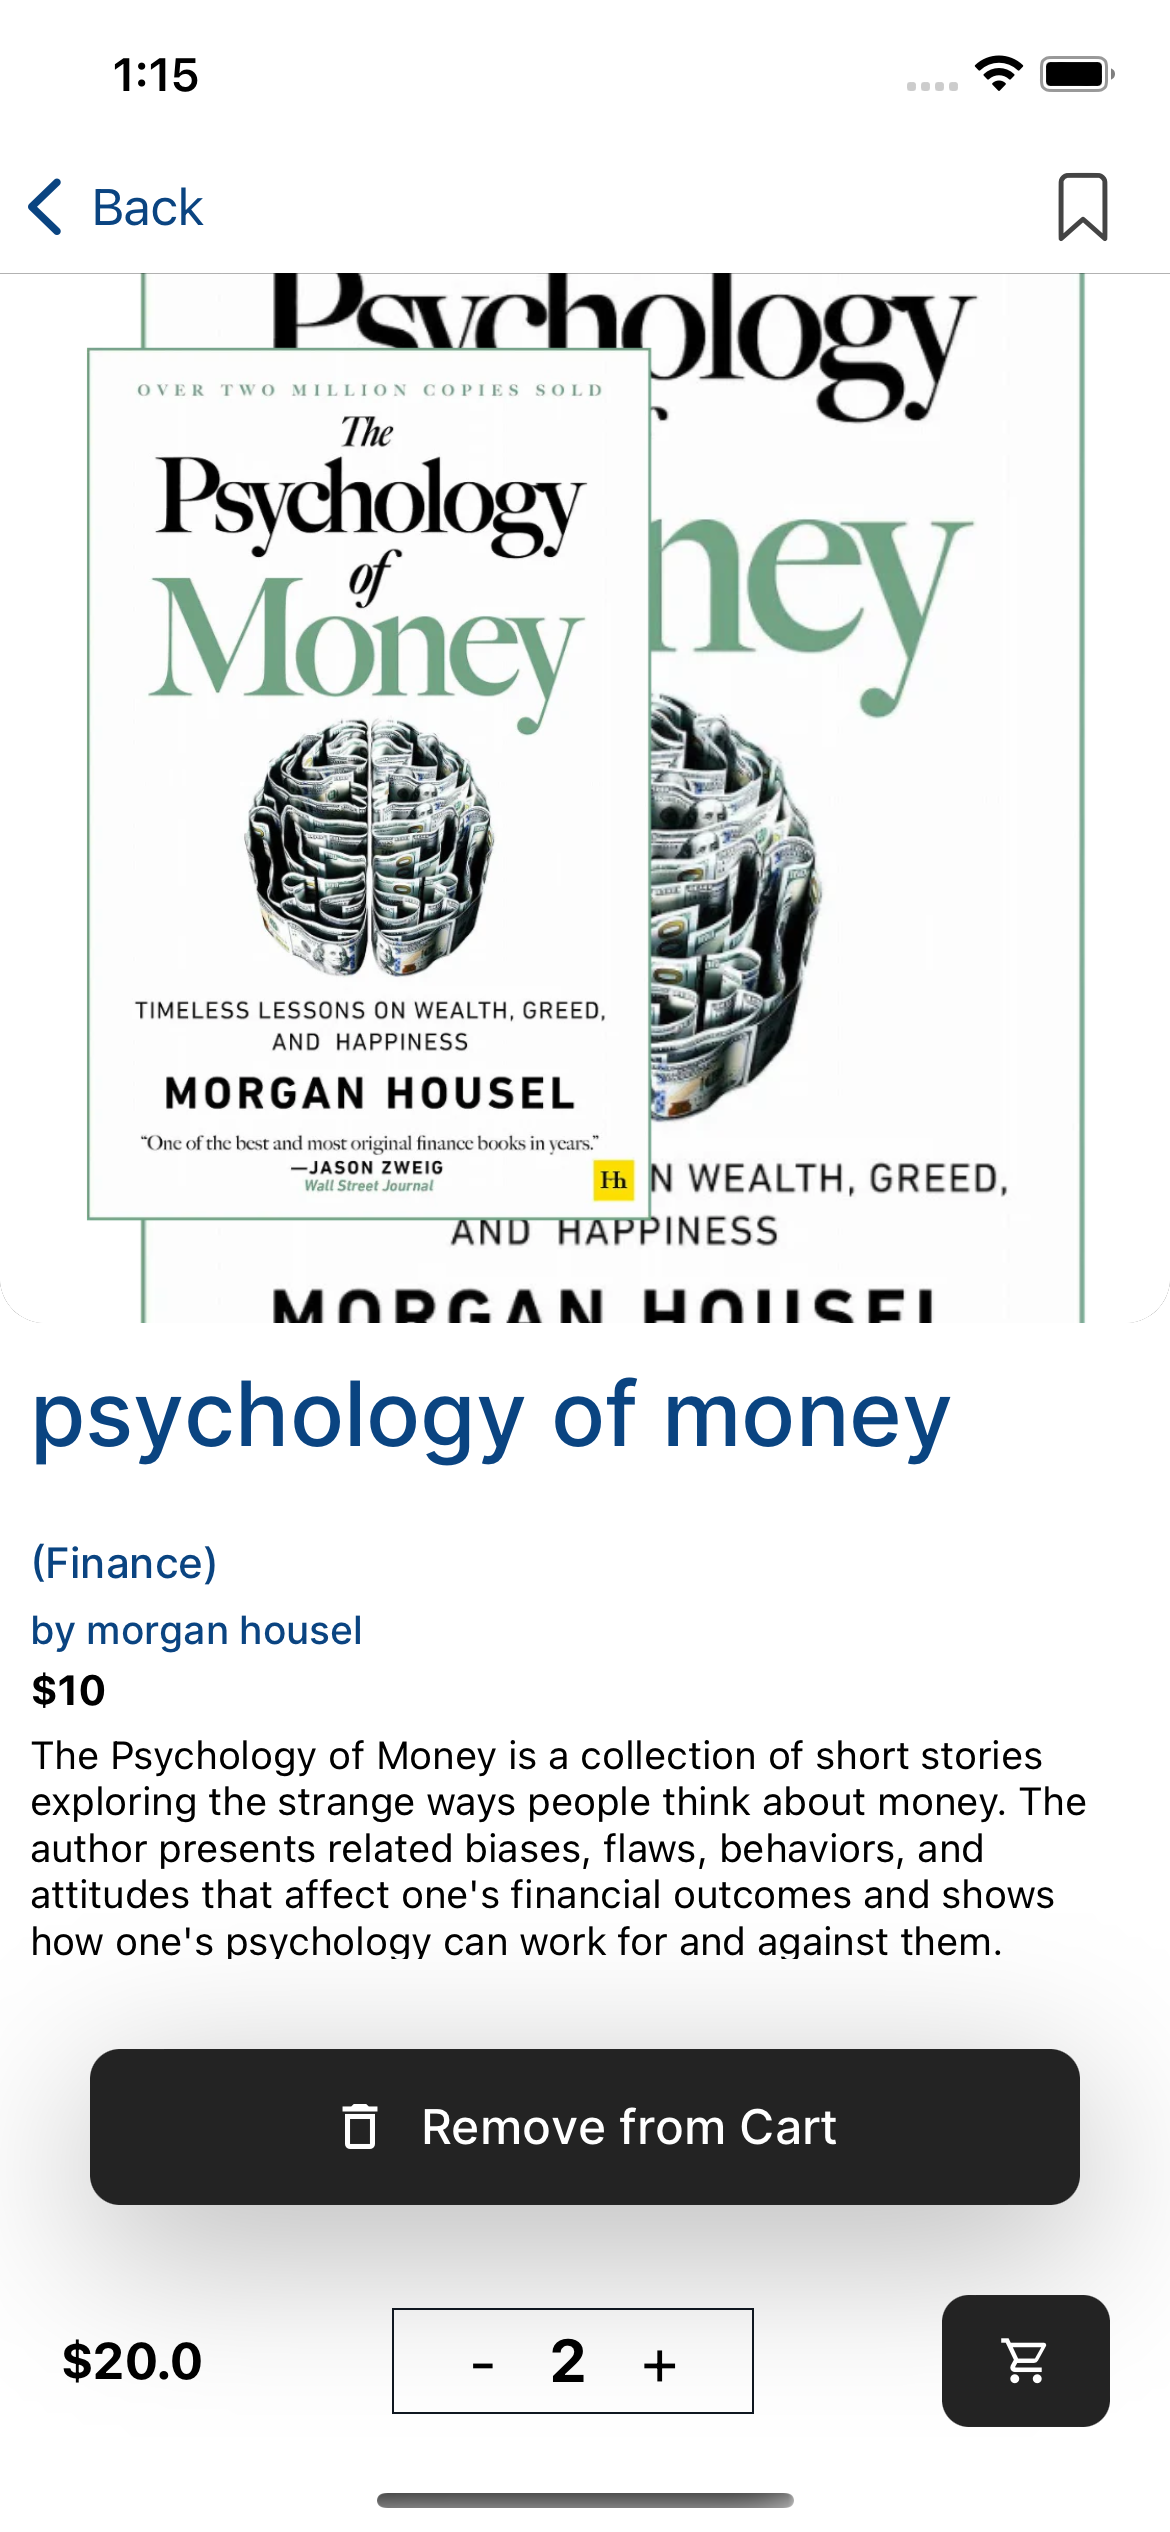 1:15
Back
Psychology
ney
OVER TWO MILLION COPIES SOLD
The
Psychology
of
Money
TIMELESS LESSONS ON WEALTH, GREED,
AND HAPPINESS
MORGAN HOUSEL
“One of the best and most original finance books in years.”
—JASON ZWEIG
Wall Street Journal
Hh
N WEALTH, GREED,
AND HAPPINESS
MORGAN HOUSEL
psychology of money
(Finance)
by morgan housel
$10
The Psychology of Money is a collection of short stories
exploring the strange ways people think about money. The
author presents related biases, flaws, behaviors, and
attitudes that affect one's financial outcomes and shows
how one's psychology can work for and against them.
Remove from Cart
$20.0
- 2 +